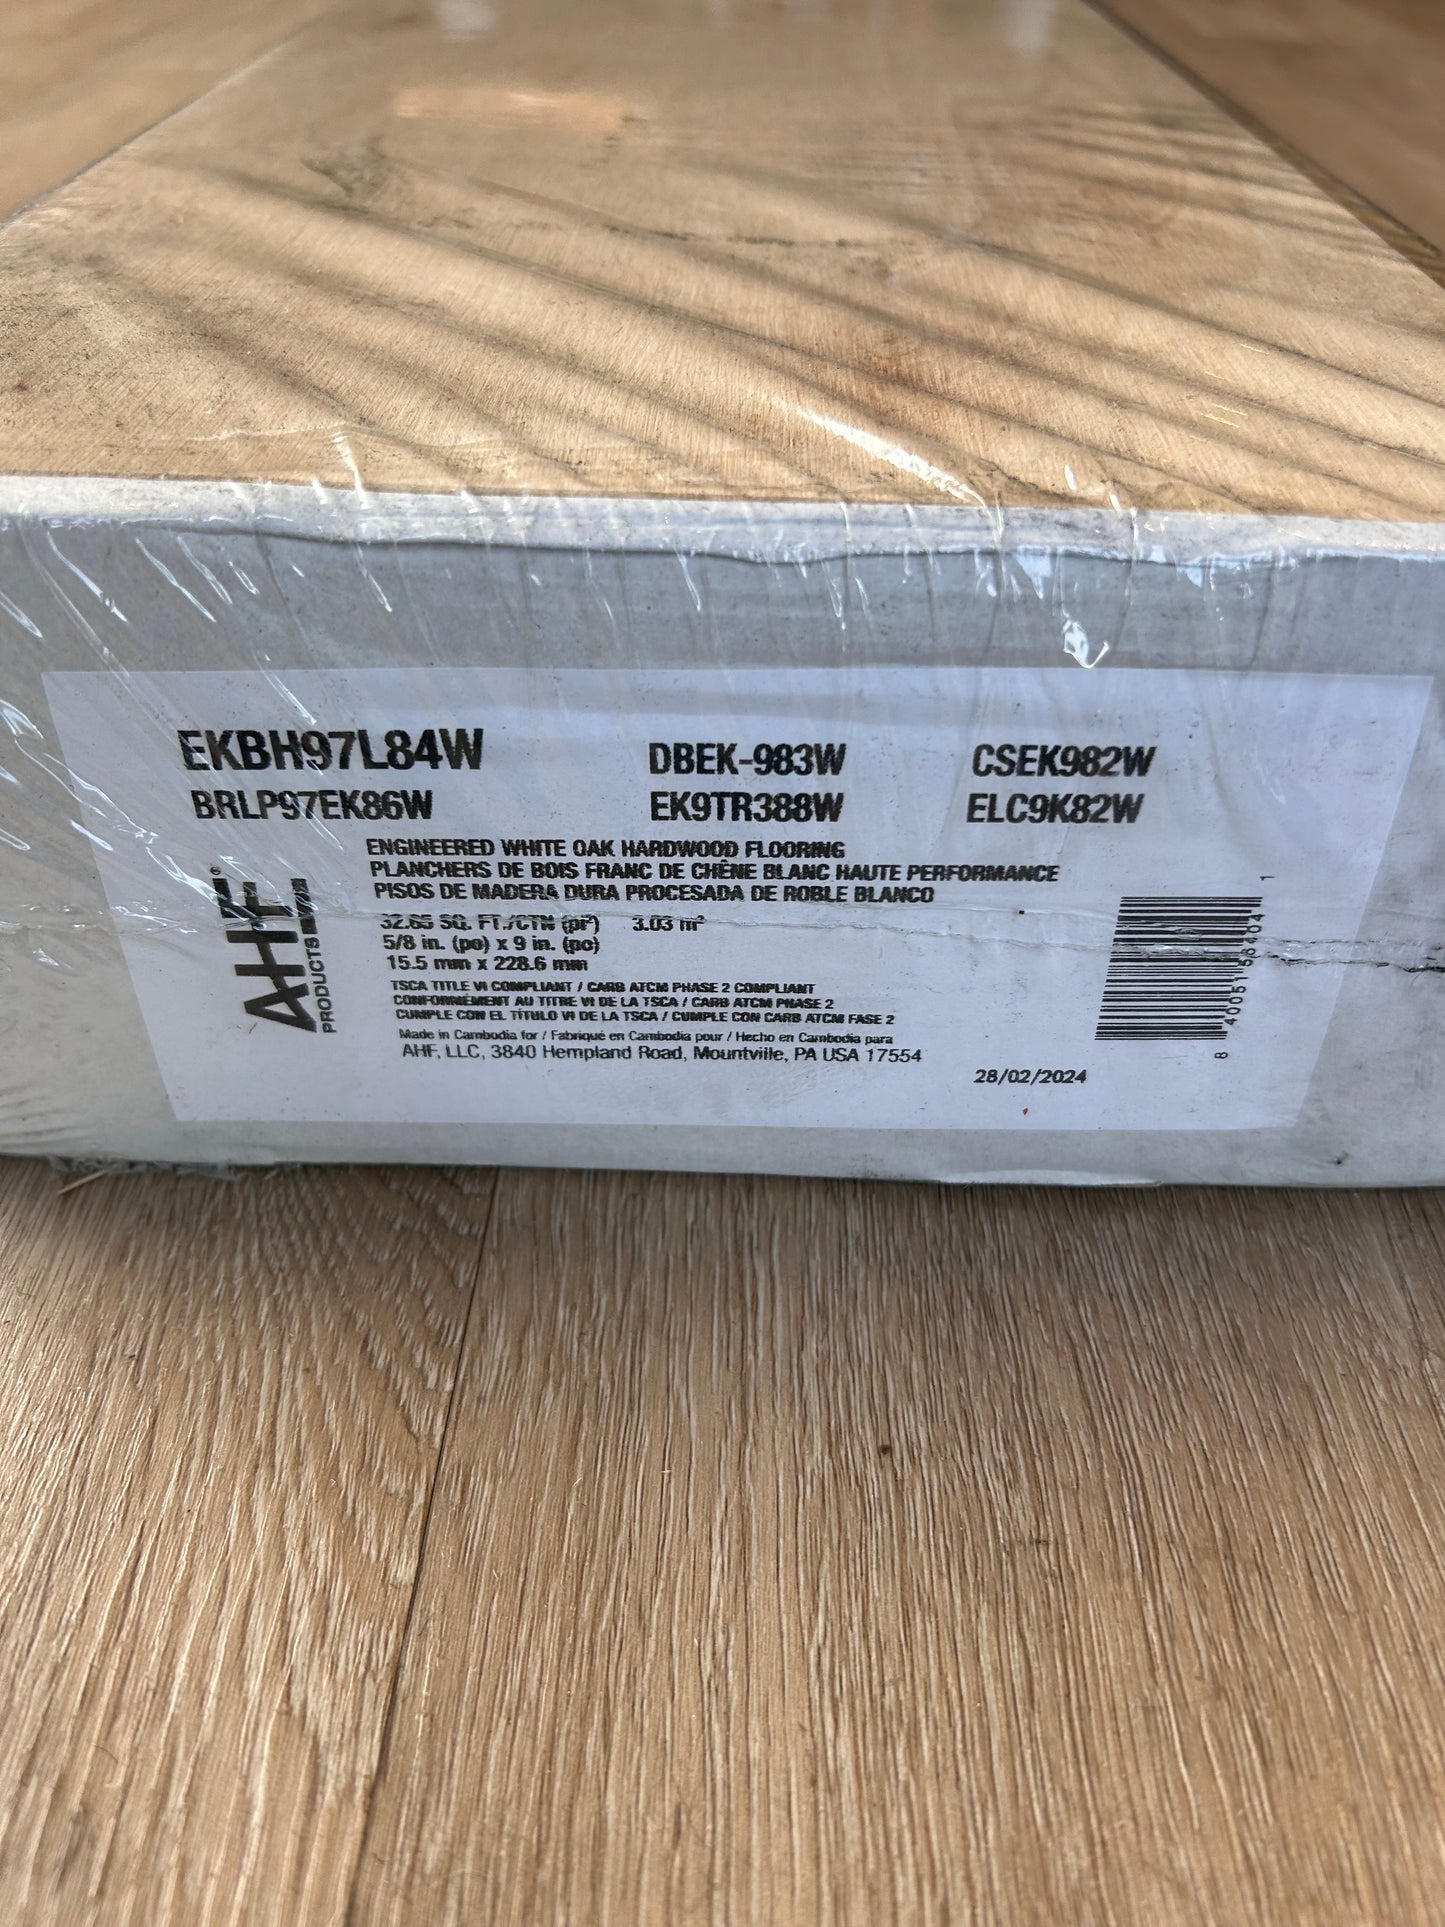 EKBH97L84W DBEK-983W CSEK982W
BRLP97EK86W EK9TR388W ELC9K82W
ENGINEERED WHITE OAK HARDWOOD FLOORING
PLANCHERS DE BOIS FRANC DE CHÊNE BLANC HAUTE PERFORMANCE
PISOS DE MADERA DURA PROCESADA DE ROBLE BLANCO
AHF®
PRODUCTS
32.65 SQ. FT./CTN (pi²) 3.03 m²
5/8 in. (po) x 9 in. (po)
15.5 mm x 228.6 mm
TSCA TITLE VI COMPLIANT / CARB ATCM PHASE 2 COMPLIANT
CONFORMÉMENT AU TITRE VI DE LA TSCA / CARB ATCM PHASE 2
CUMPLE CON EL TÍTULO VI DE LA TSCA / CUMPLE CON CARB ATCM FASE 2
Made in Cambodia for / Fabriqué en Cambodia pour / Hecho en Cambodia para
AHF, LLC, 3840 Hempland Road, Mountville, PA USA 17554
8 40051 58404 1
28/02/2024